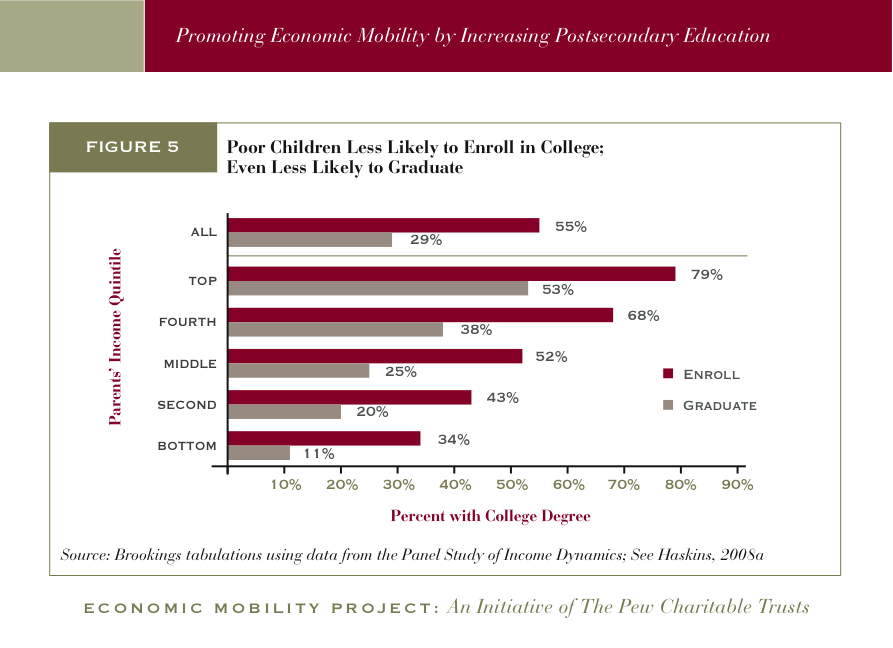 Promoting Economic Mobility by Increasing Postsecondary Education
FIGURE 5
Poor Children Less Likely to Enroll in College;
Even Less Likely to Graduate
Parents' Income Quintile
ALL 55%
29%
TOP 79%
53%
FOURTH 68%
38%
MIDDLE 52%
25%
SECOND 43%
20%
BOTTOM 34%
11%
ENROLL
GRADUATE
10% 20% 30% 40% 50% 60% 70% 80% 90%
Percent with College Degree
Source: Brookings tabulations using data from the Panel Study of Income Dynamics; See Haskins, 2008a
ECONOMIC MOBILITY PROJECT: An Initiative of The Pew Charitable Trusts